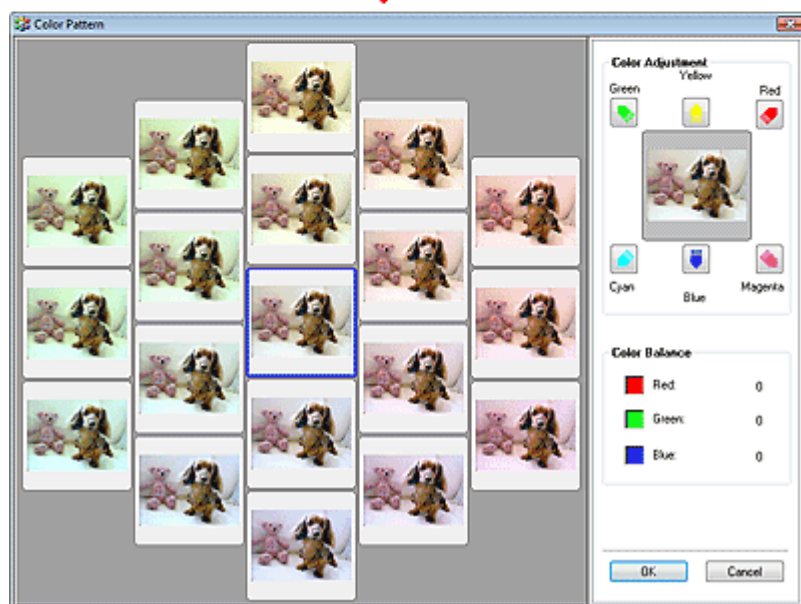 Color Pattern
Color Adjustment
Yellow
Green
Red
Cyan
Blue
Magenta
Color Balance
Red: 0
Green: 0
Blue: 0
OK Cancel